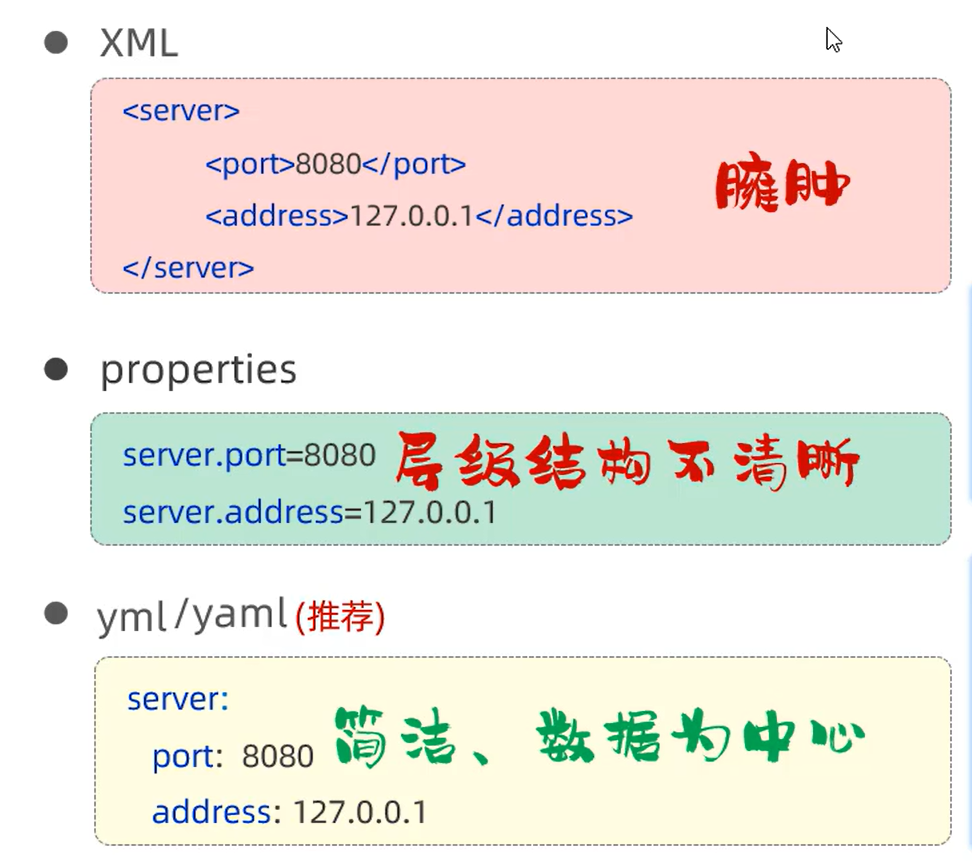 XML
<server>
<port>8080</port>
<address>127.0.0.1</address>
臃肿
</server>
properties
server.port=8080 层级结构不清晰
server.address=127.0.0.1
yml/yaml(推荐)
server:
port: 8080 简洁、数据为中心
address: 127.0.0.1